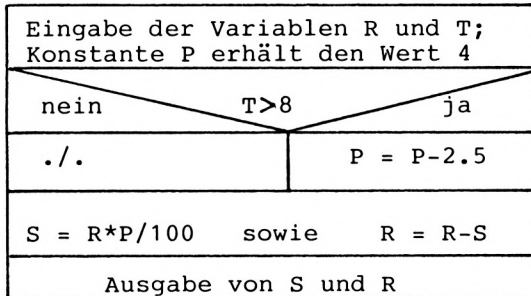 Eingabe der Variablen R und T;
Konstante P erhält den Wert 4
nein T>8 ja
./. P = P-2.5
S = R*P/100 sowie R = R-S
Ausgabe von S und R